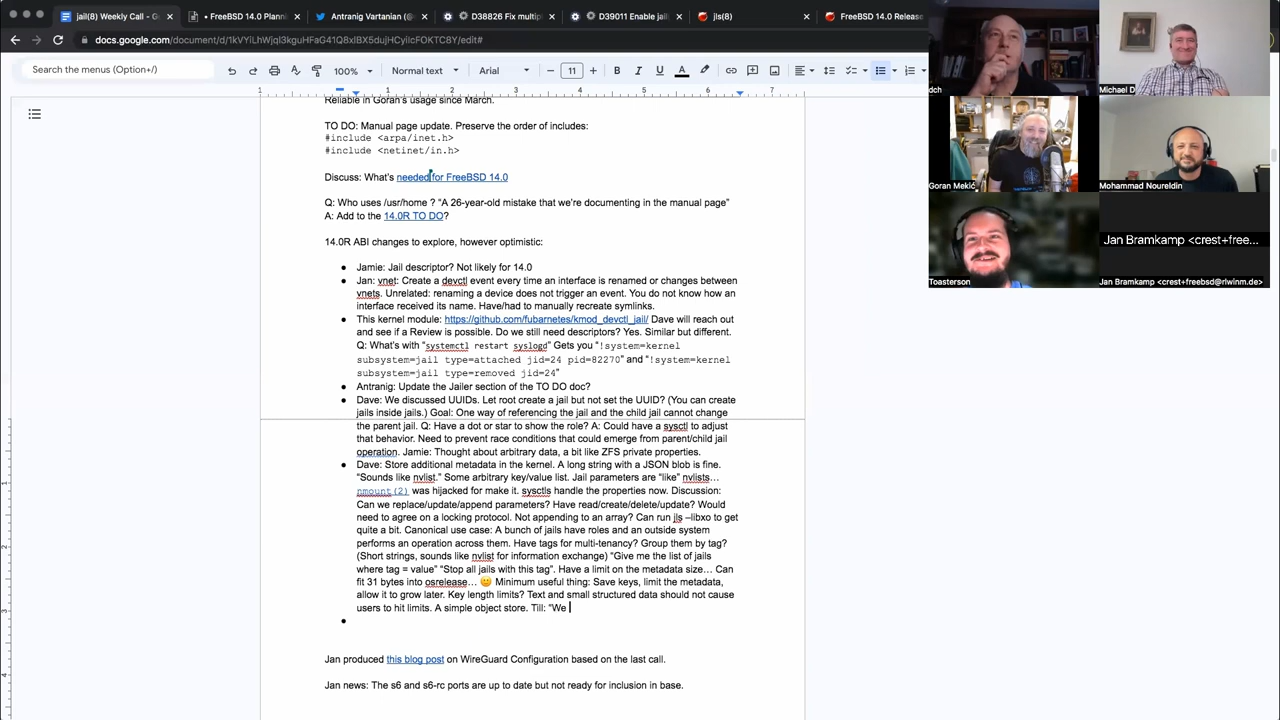 jail(8) Weekly Call - Go
• FreeBSD 14.0 Planni
Antranig Vartanian (@
D38826 Fix multip
D39011 Enable jail
jls(8)
FreeBSD 14.0 Releas
docs.google.com/document/d/1kVYiLhWjqI3kguHFaG41Q8xIBX5dujHCyilcFOKTC8Y/edit#
Search the menus (Option+/)
100%
Normal text
Arial
11
Reliable in Goran's usage since March.
TO DO: Manual page update. Preserve the order of includes:
#include <arpa/inet.h>
#include <netinet/in.h>
Discuss: What's needed for FreeBSD 14.0
Q: Who uses /usr/home ? “A 26-year-old mistake that we're documenting in the manual page”
A: Add to the 14.0R TO DO?
14.0R ABI changes to explore, however optimistic:
● Jamie: Jail descriptor? Not likely for 14.0
● Jan: vnet: Create a devctl event every time an interface is renamed or changes between
vnets. Unrelated: renaming a device does not trigger an event. You do not know how an
interface received its name. Have/had to manually recreate symlinks.
● This kernel module: https://github.com/fubarnetes/kmod_devctl_jail/ Dave will reach out
and see if a Review is possible. Do we still need descriptors? Yes. Similar but different.
Q: What's with “systemctl restart syslogd” Gets you “!system=kernel
subsystem=jail type=attached jid=24 pid=82270” and “!system=kernel
subsystem=jail type=removed jid=24”
● Antranig: Update the Jailer section of the TO DO doc?
● Dave: We discussed UUIDs. Let root create a jail but not set the UUID? (You can create
jails inside jails.) Goal: One way of referencing the jail and the child jail cannot change
the parent jail. Q: Have a dot or star to show the role? A: Could have a sysctl to adjust
that behavior. Need to prevent race conditions that could emerge from parent/child jail
operation. Jamie: Thought about arbitrary data, a bit like ZFS private properties.
● Dave: Store additional metadata in the kernel. A long string with a JSON blob is fine.
“Sounds like nvlist.” Some arbitrary key/value list. Jail parameters are “like” nvlists…
nmount(2) was hijacked for make it. sysctls handle the properties now. Discussion:
Can we replace/update/append parameters? Have read/create/delete/update? Would
need to agree on a locking protocol. Not appending to an array? Can run jls –libxo to get
quite a bit. Canonical use case: A bunch of jails have roles and an outside system
performs an operation across them. Have tags for multi-tenancy? Group them by tag?
(Short strings, sounds like nvlist for information exchange) “Give me the list of jails
where tag = value” “Stop all jails with this tag”. Have a limit on the metadata size… Can
fit 31 bytes into osrelease… 😀 Minimum useful thing: Save keys, limit the metadata,
allow it to grow later. Key length limits? Text and small structured data should not cause
users to hit limits. A simple object store. Till: “We
●
Jan produced this blog post on WireGuard Configuration based on the last call.
Jan news: The s6 and s6-rc ports are up to date but not ready for inclusion in base.
dch
Michael D
Goran Mekić
Mohammad Noureldin
Toasterson
Jan Bramkamp <crest+free...
Jan Bramkamp <crest+freebsd@rlwinm.de>